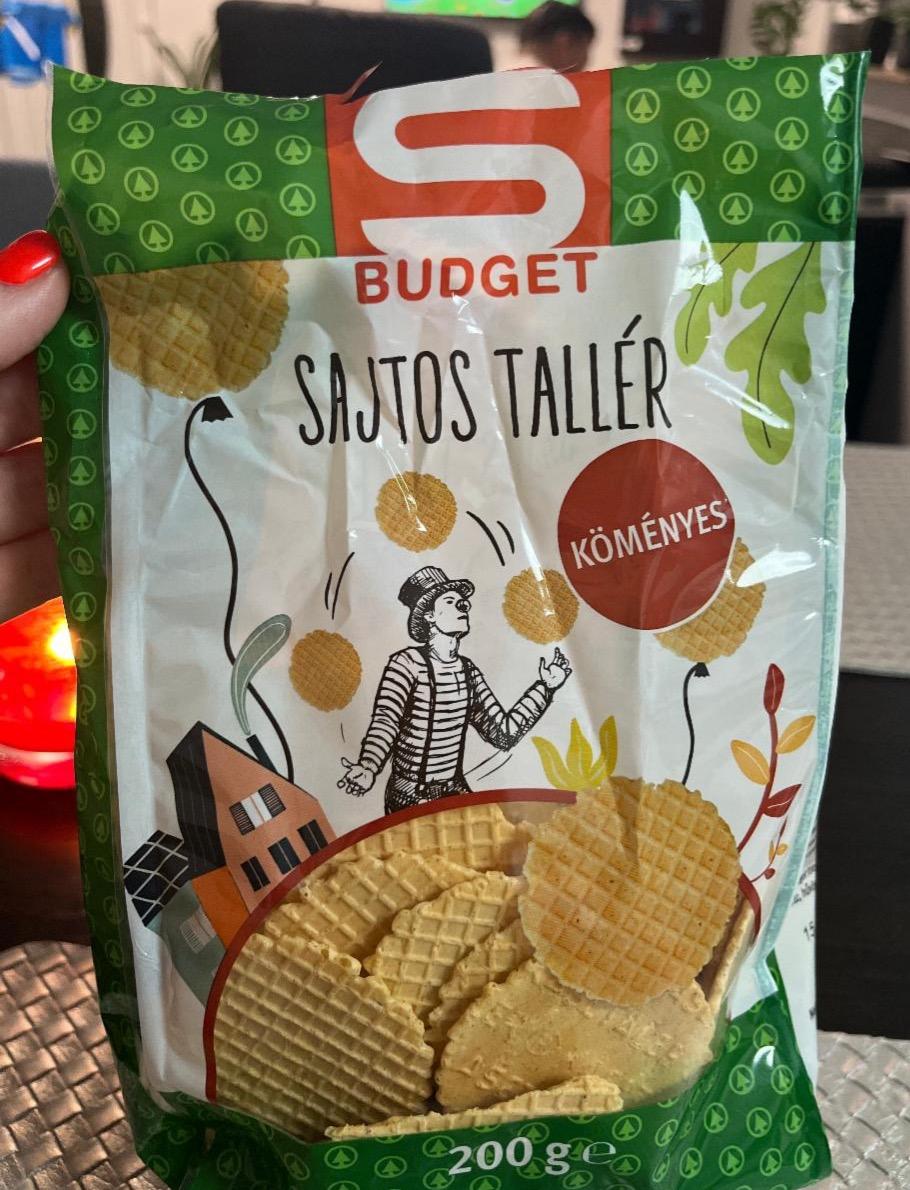 S
BUDGET
SAJTOS TALLÉR
KÖMÉNYES
200 g e